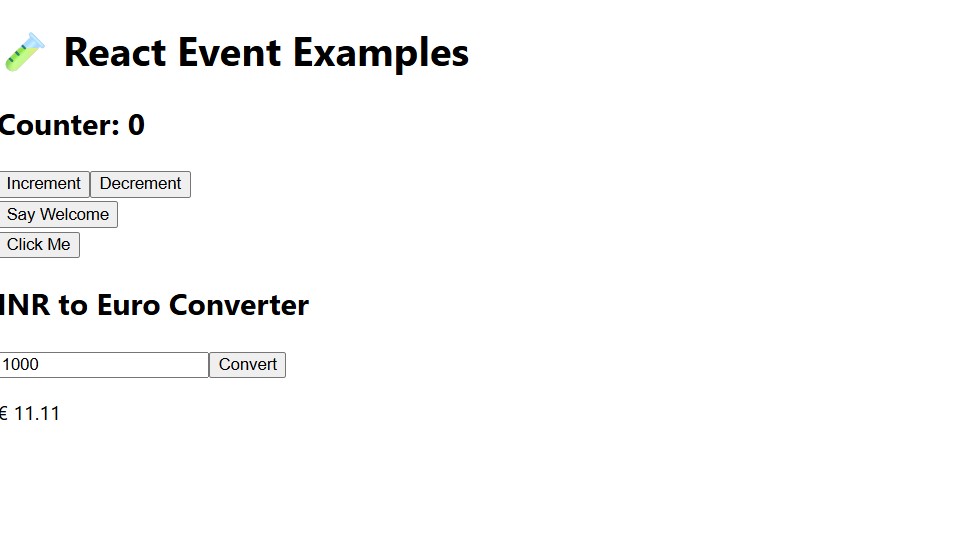 React Event Examples
Counter: 0
Increment Decrement
Say Welcome
Click Me
INR to Euro Converter
1000 Convert
€ 11.11